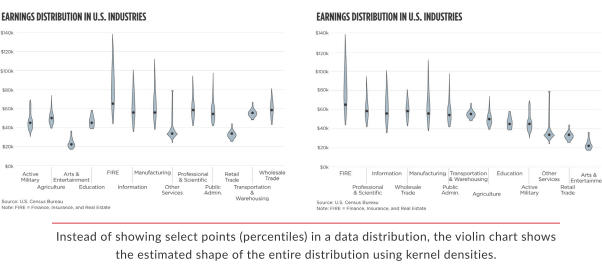 EARNINGS DISTRIBUTION IN U.S. INDUSTRIES
$140k
$120k
$100k
$80k
$60k
$40k
$20k
$0k
Active Military
Agriculture
Arts & Entertainment
Education
FIRE
Information
Manufacturing
Other Services
Professional & Scientific
Public Admin.
Retail Trade
Transportation & Warehousing
Wholesale Trade
Source: U.S. Census Bureau
Note: FIRE = Finance, Insurance, and Real Estate
EARNINGS DISTRIBUTION IN U.S. INDUSTRIES
$140k
$120k
$100k
$80k
$60k
$40k
$20k
$0k
FIRE
Professional & Scientific
Information
Wholesale Trade
Manufacturing
Public Admin.
Transportation & Warehousing
Agriculture
Education
Active Military
Other Services
Retail Trade
Arts & Entertainme
Source: U.S. Census Bureau
Note: FIRE = Finance, Insurance, and Real Estate
Instead of showing select points (percentiles) in a data distribution, the violin chart shows
the estimated shape of the entire distribution using kernel densities.